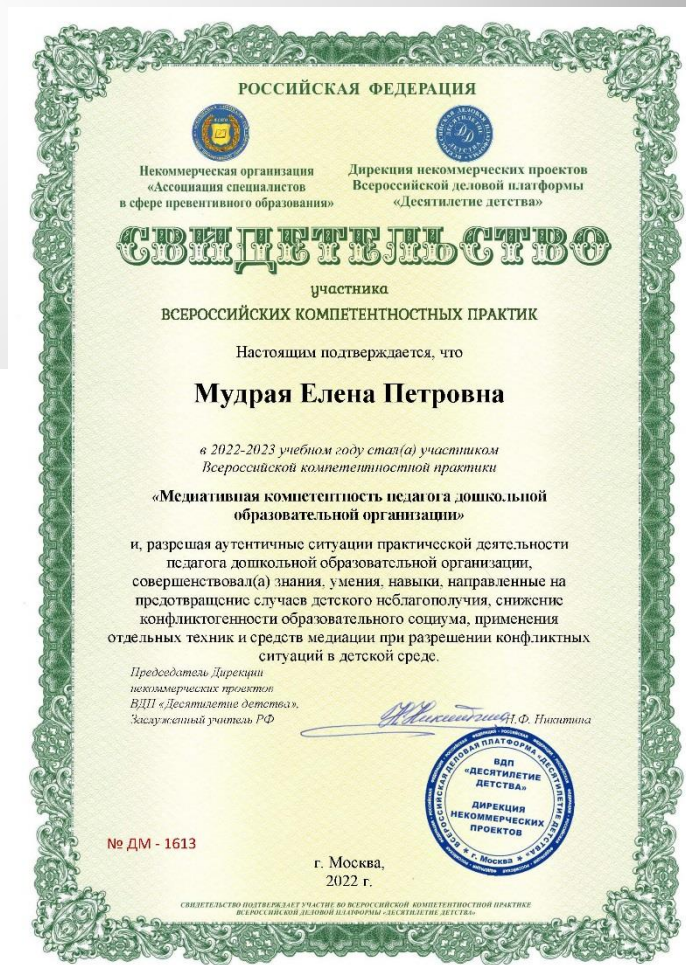 РОССИЙСКАЯ ФЕДЕРАЦИЯ
Некоммерческая организация
«Ассоциация специалистов
в сфере превентивного образования»
Дирекция некоммерческих проектов
Всероссийской деловой платформы
«Десятилетие детства»
СВИДЕТЕЛЬСТВО
участника
ВСЕРОССИЙСКИХ КОМПЕТЕНТНОСТНЫХ ПРАКТИК
Настоящим подтверждается, что
Мудрая Елена Петровна
в 2022-2023 учебном году стал(а) участником
Всероссийской компетентностной практики
«Медиативная компетентность педагога дошкольной
образовательной организации»
и, разрешая аутентичные ситуации практической деятельности
педагога дошкольной образовательной организации,
совершенствовал(а) знания, умения, навыки, направленные на
предотвращение случаев детского неблагополучия, снижение
конфликтогенности образовательного социума, применения
отдельных техник и средств медиации при разрешении конфликтных
ситуаций в детской среде.
Председатель Дирекции
некоммерческих проектов
ВДП «Десятилетие детства»,
Заслуженный учитель РФ
Н.Ф. Никитина
ВСЕРОССИЙСКАЯ ДЕЛОВАЯ ПЛАТФОРМА «ДЕСЯТИЛЕТИЕ ДЕТСТВА»
ВДП
«ДЕСЯТИЛЕТИЕ
ДЕТСТВА»
ДИРЕКЦИЯ
НЕКОММЕРЧЕСКИХ
ПРОЕКТОВ
г. Москва
№ ДМ - 1613
г. Москва,
2022 г.
СВИДЕТЕЛЬСТВО ПОДТВЕРЖДАЕТ УЧАСТИЕ ВО ВСЕРОССИЙСКОЙ КОМПЕТЕНТНОСТНОЙ ПРАКТИКЕ
ВСЕРОССИЙСКОЙ ДЕЛОВОЙ ПЛАТФОРМЫ «ДЕСЯТИЛЕТИЕ ДЕТСТВА»